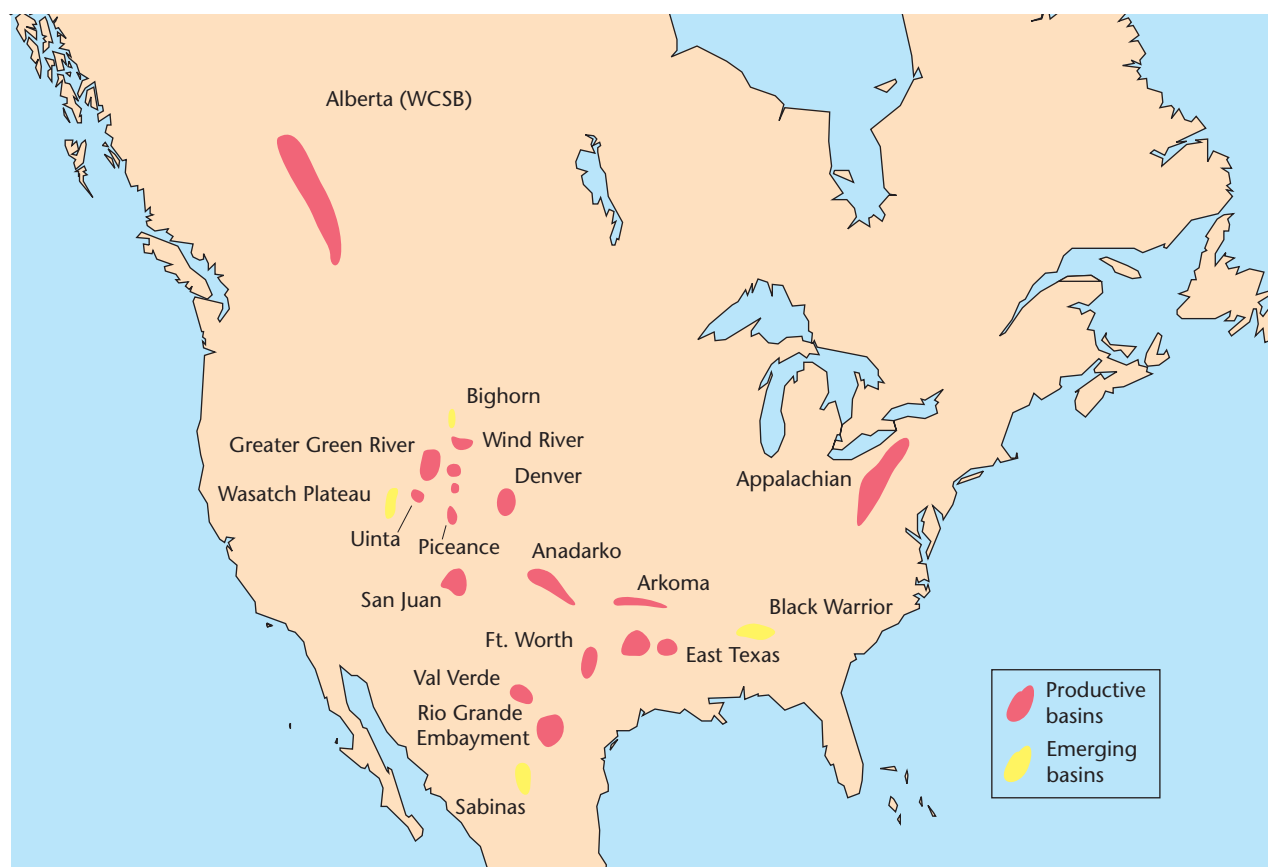 Alberta (WCSB)
Bighorn
Greater Green River
Wind River
Wasatch Plateau
Denver
Appalachian
Uinta
Piceance
Anadarko
San Juan
Arkoma
Black Warrior
Ft. Worth
East Texas
Val Verde
Rio Grande
Embayment
Sabinas
Productive
basins
Emerging
basins